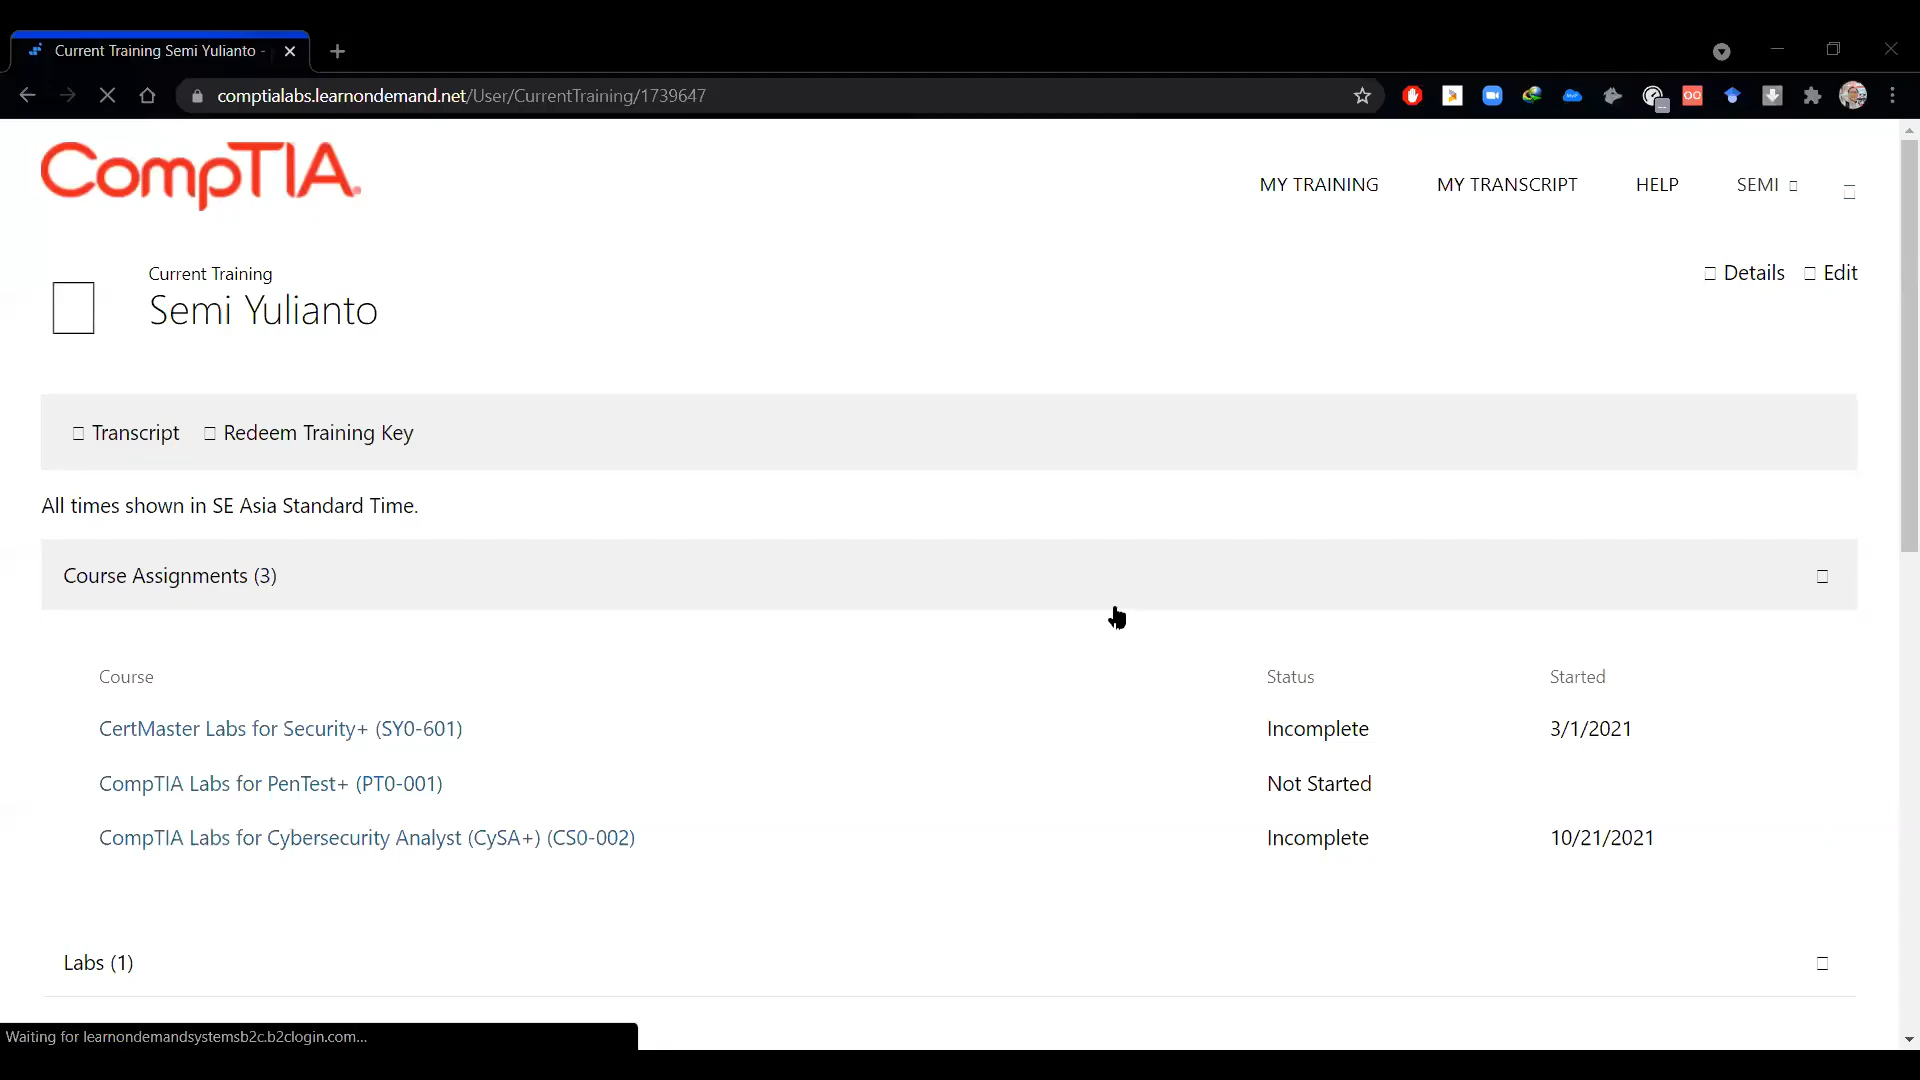 Current Training Semi Yulianto -
comptialabs.learnondemand.net/User/CurrentTraining/1739647
CompTIA.
MY TRAINING MY TRANSCRIPT HELP SEMI
Current Training
Semi Yulianto
Details Edit
Transcript Redeem Training Key
All times shown in SE Asia Standard Time.
Course Assignments (3)
Course Status Started
CertMaster Labs for Security+ (SY0-601) Incomplete 3/1/2021
CompTIA Labs for PenTest+ (PT0-001) Not Started
CompTIA Labs for Cybersecurity Analyst (CySA+) (CS0-002) Incomplete 10/21/2021
Labs (1)
Waiting for learnondemandsystemsb2c.b2clogin.com...